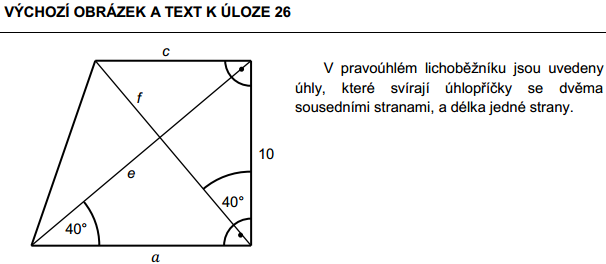 VÝCHOZÍ OBRÁZEK A TEXT K ÚLOZE 26
V pravoúhlém lichoběžníku jsou uvedeny
úhly, které svírají úhlopříčky se dvěma
sousedními stranami, a délka jedné strany.
c
f
10
e
40°
40°
a